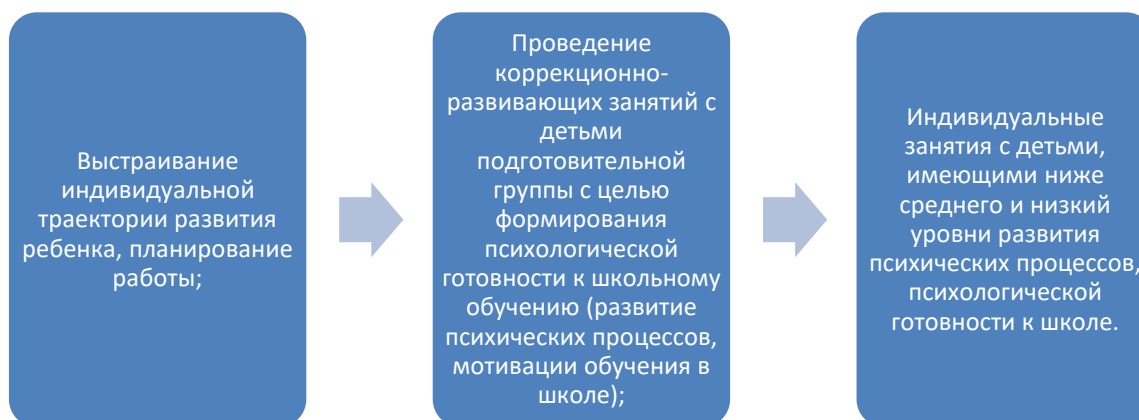 Выстраивание
индивидуальной
траектории развития
ребенка, планирование
работы;
Проведение
коррекционно-
развивающих занятий с
детьми
подготовительной
группы с целью
формирования
психологической
готовности к школьному
обучению (развитие
психических процессов,
мотивации обучения в
школе);
Индивидуальные
занятия с детьми,
имеющими ниже
среднего и низкий
уровни развития
психических процессов,
психологической
готовности к школе.